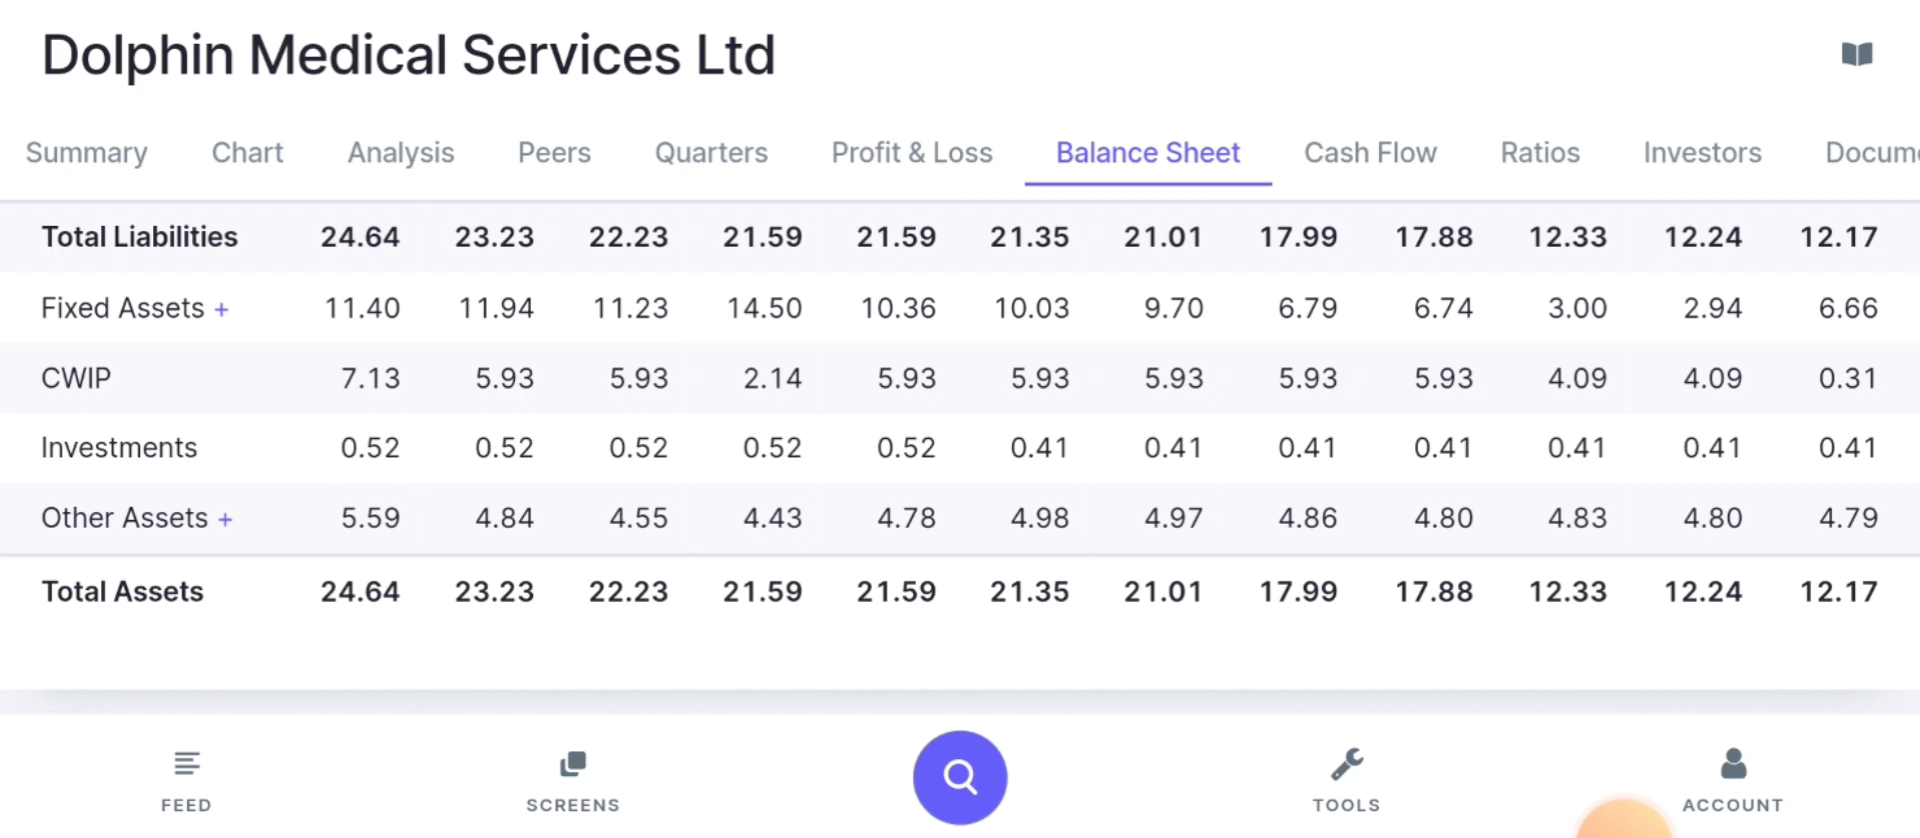 Dolphin Medical Services Ltd
Summary Chart Analysis Peers Quarters Profit & Loss Balance Sheet Cash Flow Ratios Investors Docum
Total Liabilities 24.64 23.23 22.23 21.59 21.59 21.35 21.01 17.99 17.88 12.33 12.24 12.17
Fixed Assets + 11.40 11.94 11.23 14.50 10.36 10.03 9.70 6.79 6.74 3.00 2.94 6.66
CWIP 7.13 5.93 5.93 2.14 5.93 5.93 5.93 5.93 5.93 4.09 4.09 0.31
Investments 0.52 0.52 0.52 0.52 0.52 0.41 0.41 0.41 0.41 0.41 0.41 0.41
Other Assets + 5.59 4.84 4.55 4.43 4.78 4.98 4.97 4.86 4.80 4.83 4.80 4.79
Total Assets 24.64 23.23 22.23 21.59 21.59 21.35 21.01 17.99 17.88 12.33 12.24 12.17
FEED SCREENS TOOLS ACCOUNT